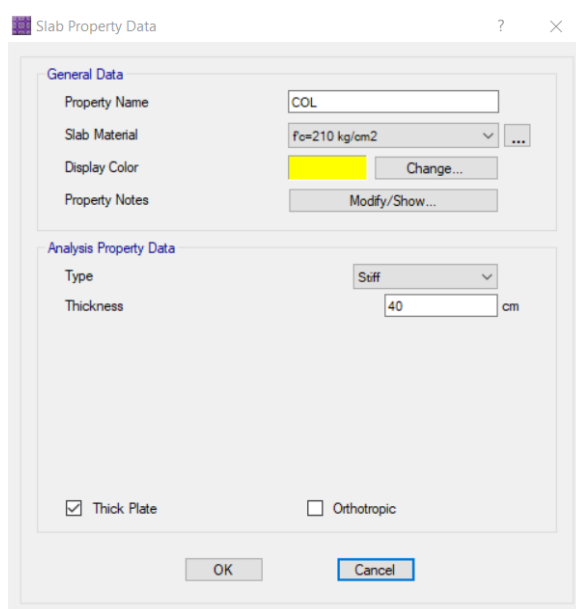 Slab Property Data ?
General Data
Property Name COL
Slab Material f'c=210 kg/cm2 ...
Display Color Change...
Property Notes Modify/Show...
Analysis Property Data
Type Stiff
Thickness 40 cm
Thick Plate Orthotropic
OK Cancel